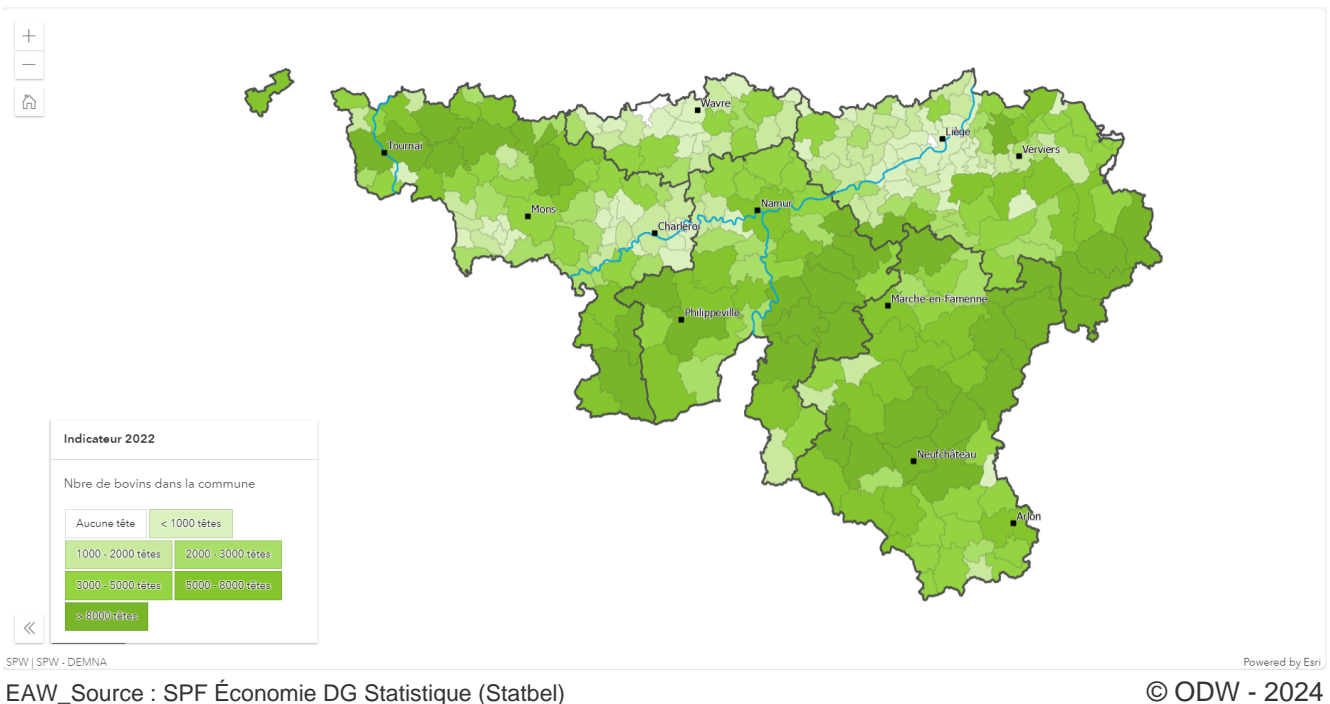 +
Wavre
−
Liège
Tournai
Verviers
Namur
Mons
Charleroi
Marche-en-Famenne
Philippeville
Indicateur 2022
Neufchâteau
Nbre de bovins dans la commune
Aucune tête < 1000 têtes
Arlon
1000 - 2000 têtes 2000 - 3000 têtes
3000 - 5000 têtes 5000 - 8000 têtes
> 8000 têtes
SPW | SPW - DEMNA Powered by Esri
EAW_Source : SPF Économie DG Statistique (Statbel) © ODW - 2024